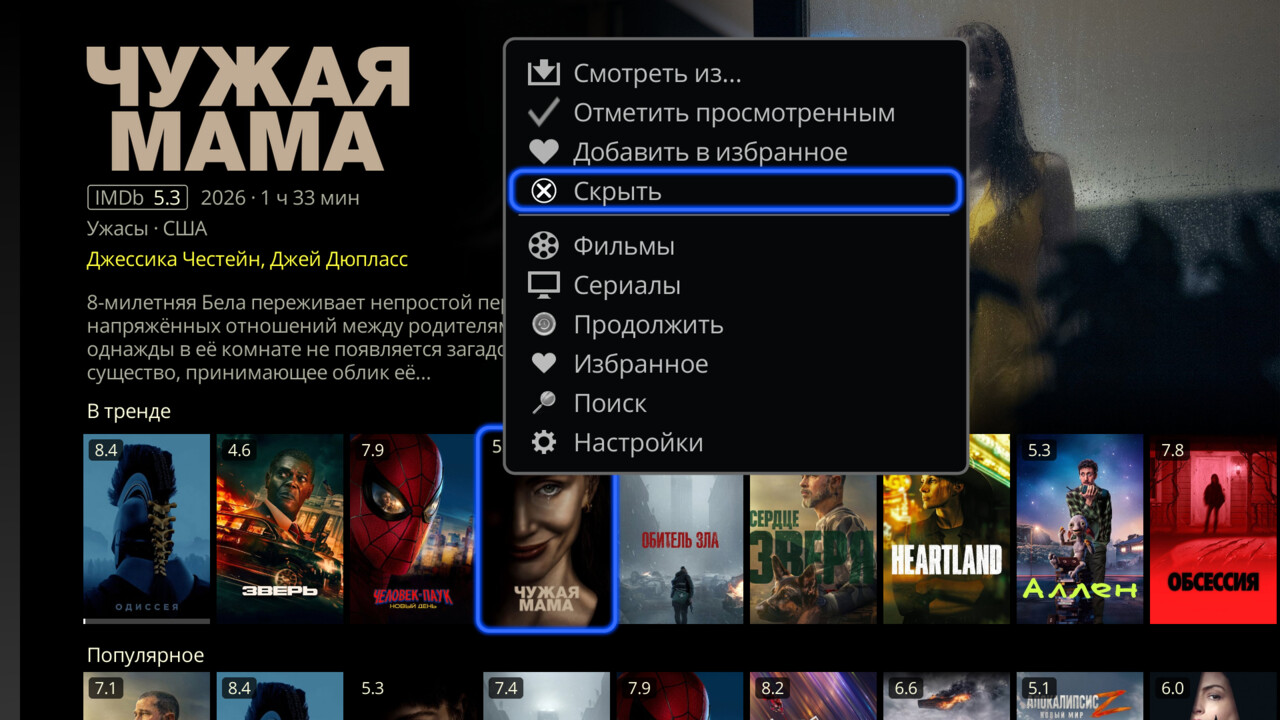 ЧУЖАЯ
МАМА
IMDb 5.3 2026 · 1 ч 33 мин
Ужасы · США
Джессика Честейн, Джей Дюпласс
8-милетняя Бела переживает непростой
напряжённых отношений между
однажды в её комнате не появляется
существо, принимающее облик её...
Смотреть из...
Отметить просмотренным
Добавить в избранное
Скрыть
Фильмы
Сериалы
Продолжить
Избранное
Поиск
Настройки
В тренде
8.4
4.6
7.9
5.3
7.8
ОДИССЕЯ
ЗВЕРЬ
ЧЕЛОВЕК-ПАУК
НОВЫЙ ДЕНЬ
ЧУЖАЯ
МАМА
ОБИТЕЛЬ ЗЛА
СЕРДЦЕ
ЗВЕРЯ
HEARTLAND
Аллен
ОБСЕССИЯ
Популярное
7.1
8.4
5.3
7.4
7.9
8.2
6.6
5.1
6.0
АПОКАЛИПСИС Z
НОВЫЙ МИР